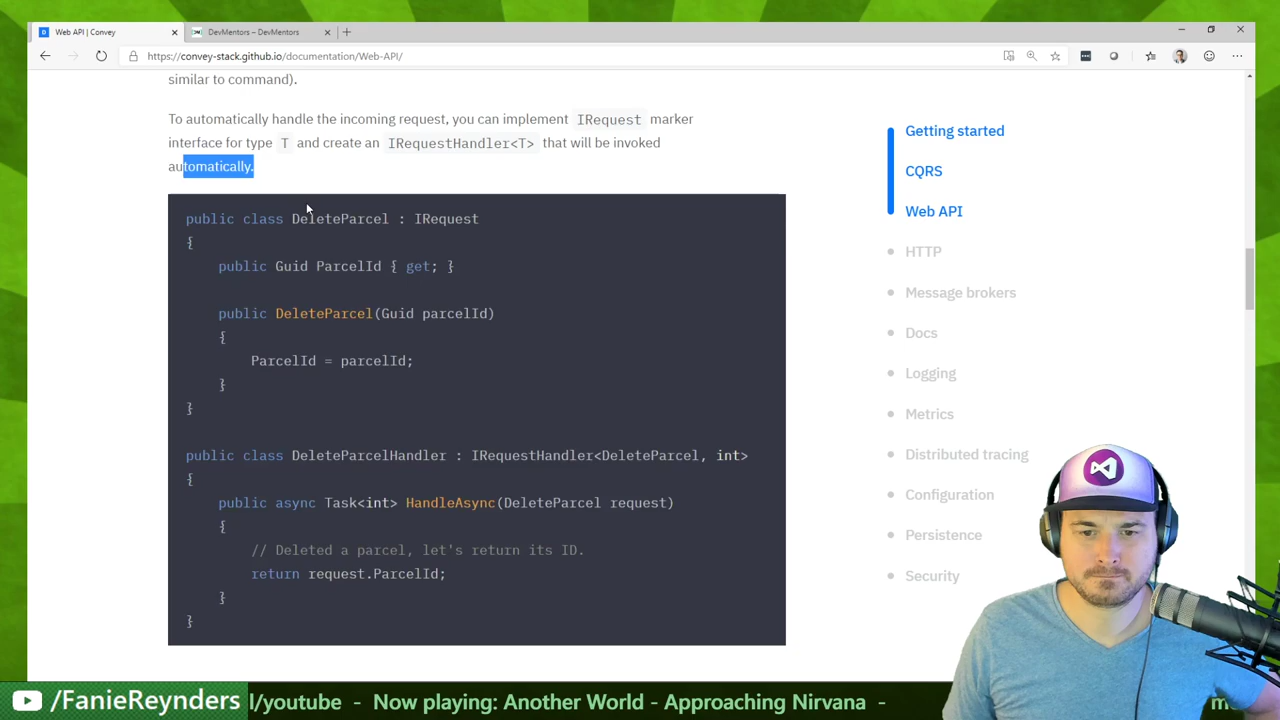 Web API | Convey
DevMentors – DevMentors
https://convey-stack.github.io/documentation/Web-API/
similar to command).
To automatically handle the incoming request, you can implement IRequest marker
interface for type T and create an IRequestHandler<T> that will be invoked
automatically.
public class DeleteParcel : IRequest
{
public Guid ParcelId { get; }
public DeleteParcel(Guid parcelId)
{
ParcelId = parcelId;
}
}
public class DeleteParcelHandler : IRequestHandler<DeleteParcel, int>
{
public async Task<int> HandleAsync(DeleteParcel request)
{
// Deleted a parcel, let's return its ID.
return request.ParcelId;
}
}
Getting started
CQRS
Web API
HTTP
Message brokers
Docs
Logging
Metrics
Distributed tracing
Configuration
Persistence
Security
/FanieReynders l/youtube - Now playing: Another World - Approaching Nirvana -